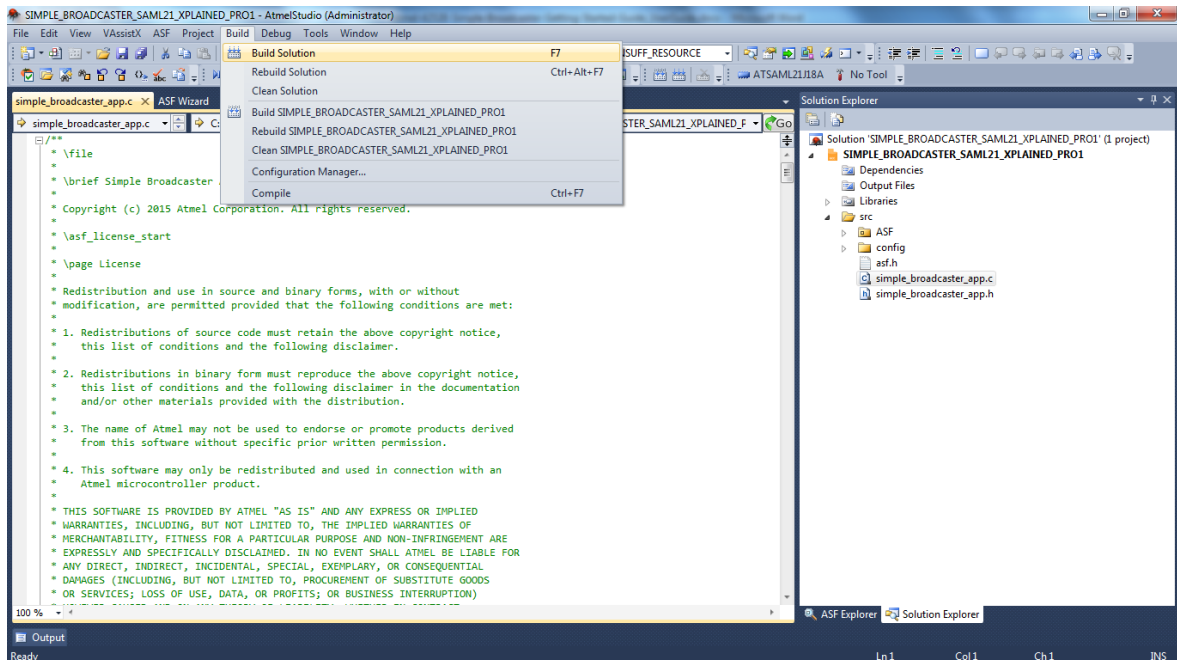 SIMPLE_BROADCASTER_SAML21_XPLAINED_PRO1 - AtmelStudio (Administrator)
File Edit View VAssistX ASF Project Build Debug Tools Window Help
Build Solution F7
NSUFF_RESOURCE
Rebuild Solution Ctrl+Alt+F7
ATSAML21J18A No Tool
Clean Solution
simple_broadcaster_app.c ASF Wizard
Solution Explorer
Build SIMPLE_BROADCASTER_SAML21_XPLAINED_PRO1
simple_broadcaster_app.c C:
STER_SAML21_XPLAINED_F Go
Rebuild SIMPLE_BROADCASTER_SAML21_XPLAINED_PRO1
Clean SIMPLE_BROADCASTER_SAML21_XPLAINED_PRO1
Configuration Manager...
Compile Ctrl+F7
/**
* \file
*
* \brief Simple Broadcaster
*
* Copyright (c) 2015 Atmel Corporation. All rights reserved.
*
* \asf_license_start
*
* \page License
*
* Redistribution and use in source and binary forms, with or without
* modification, are permitted provided that the following conditions are met:
*
* 1. Redistributions of source code must retain the above copyright notice,
* this list of conditions and the following disclaimer.
*
* 2. Redistributions in binary form must reproduce the above copyright notice,
* this list of conditions and the following disclaimer in the documentation
* and/or other materials provided with the distribution.
*
* 3. The name of Atmel may not be used to endorse or promote products derived
* from this software without specific prior written permission.
*
* 4. This software may only be redistributed and used in connection with an
* Atmel microcontroller product.
*
* THIS SOFTWARE IS PROVIDED BY ATMEL "AS IS" AND ANY EXPRESS OR IMPLIED
* WARRANTIES, INCLUDING, BUT NOT LIMITED TO, THE IMPLIED WARRANTIES OF
* MERCHANTABILITY, FITNESS FOR A PARTICULAR PURPOSE AND NON-INFRINGEMENT ARE
* EXPRESSLY AND SPECIFICALLY DISCLAIMED. IN NO EVENT SHALL ATMEL BE LIABLE FOR
* ANY DIRECT, INDIRECT, INCIDENTAL, SPECIAL, EXEMPLARY, OR CONSEQUENTIAL
* DAMAGES (INCLUDING, BUT NOT LIMITED TO, PROCUREMENT OF SUBSTITUTE GOODS
* OR SERVICES; LOSS OF USE, DATA, OR PROFITS; OR BUSINESS INTERRUPTION)
100 %
Solution 'SIMPLE_BROADCASTER_SAML21_XPLAINED_PRO1' (1 project)
SIMPLE_BROADCASTER_SAML21_XPLAINED_PRO1
Dependencies
Output Files
Libraries
src
ASF
config
asf.h
simple_broadcaster_app.c
simple_broadcaster_app.h
ASF Explorer Solution Explorer
Output
Ready Ln 1 Col 1 Ch 1 INS